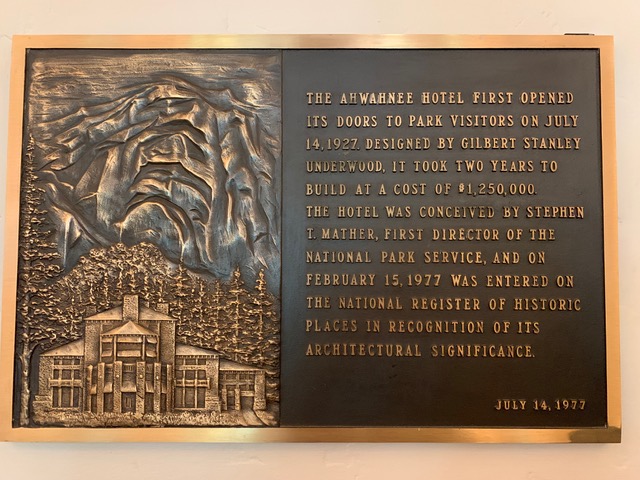 THE AHWAHNEE HOTEL FIRST OPENED
ITS DOORS TO PARK VISITORS ON JULY
14, 1927. DESIGNED BY GILBERT STANLEY
UNDERWOOD, IT TOOK TWO YEARS TO
BUILD AT A COST OF $1,250,000.
THE HOTEL WAS CONCEIVED BY STEPHEN
T. MATHER, FIRST DIRECTOR OF THE
NATIONAL PARK SERVICE, AND ON
FEBRUARY 15, 1977 WAS ENTERED ON
THE NATIONAL REGISTER OF HISTORIC
PLACES IN RECOGNITION OF ITS
ARCHITECTURAL SIGNIFICANCE.
JULY 14, 1977